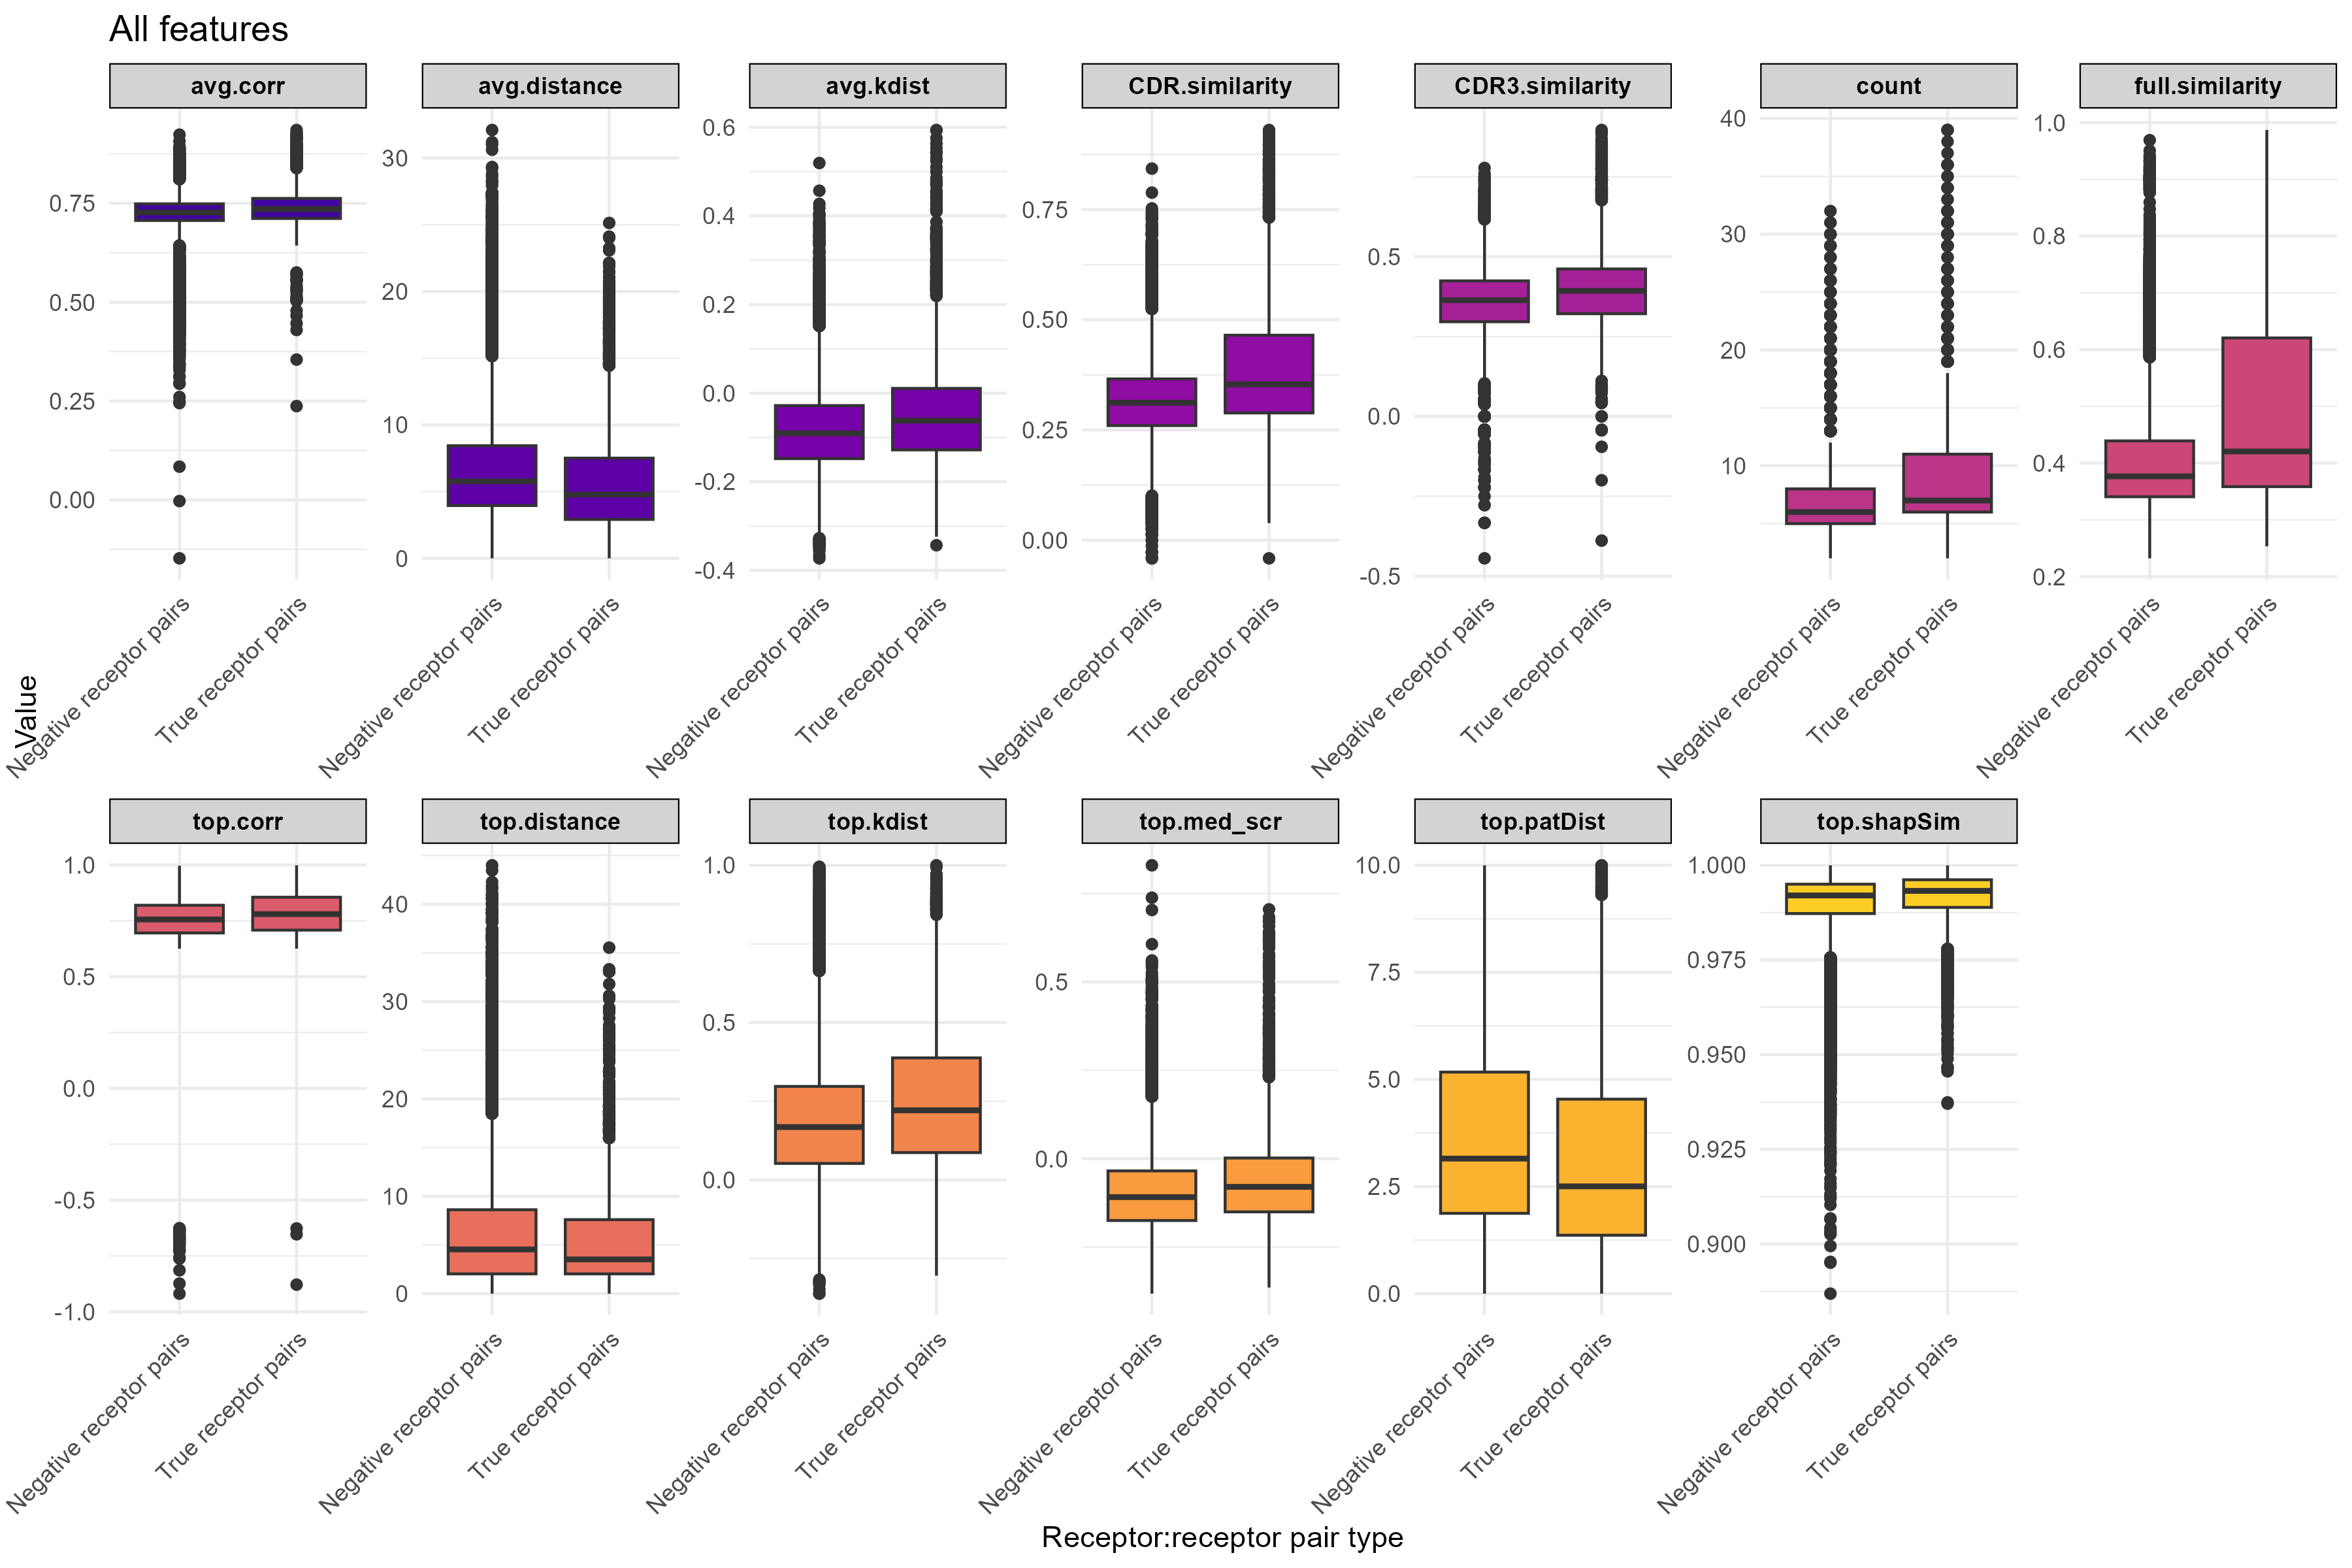 All features
avg.corr
avg.distance
avg.kdist
CDR.similarity
CDR3.similarity
count
full.similarity
0.75
0.50
0.25
0.00
30
20
10
0
0.6
0.4
0.2
0.0
-0.2
-0.4
0.75
0.50
0.25
0.00
0.5
0.0
-0.5
40
30
20
10
1.0
0.8
0.6
0.4
0.2
Negative receptor pairs
True receptor pairs
Negative receptor pairs
True receptor pairs
Negative receptor pairs
True receptor pairs
Negative receptor pairs
True receptor pairs
Negative receptor pairs
True receptor pairs
Negative receptor pairs
True receptor pairs
Negative receptor pairs
True receptor pairs
Value
top.corr
top.distance
top.kdist
top.med_scr
top.patDist
top.shapSim
1.0
0.5
0.0
-0.5
-1.0
40
30
20
10
0
1.0
0.5
0.0
0.5
0.0
10.0
7.5
5.0
2.5
0.0
1.000
0.975
0.950
0.925
0.900
Negative receptor pairs
True receptor pairs
Negative receptor pairs
True receptor pairs
Negative receptor pairs
True receptor pairs
Negative receptor pairs
True receptor pairs
Negative receptor pairs
True receptor pairs
Negative receptor pairs
True receptor pairs
Receptor:receptor pair type